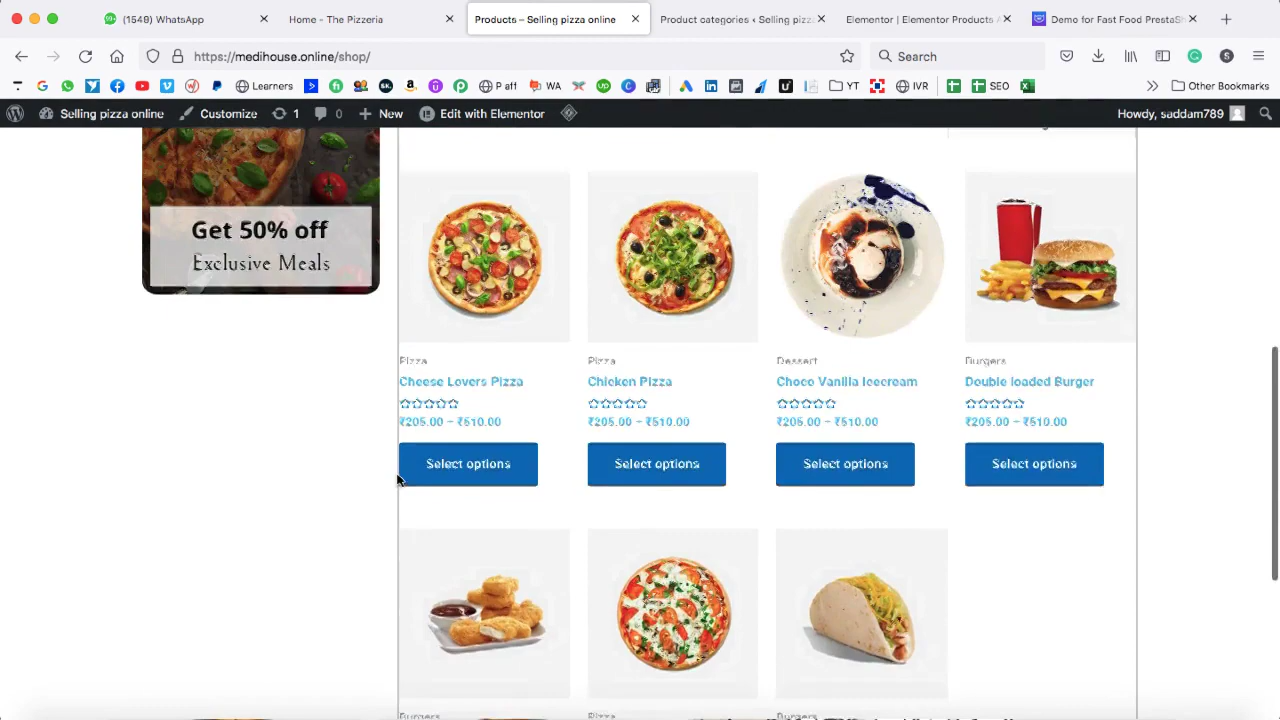 (1548) WhatsApp
Home - The Pizzeria
Products – Selling pizza online
Product categories ‹ Selling pizz
Elementor | Elementor Products A
Demo for Fast Food PrestaSh
https://medihouse.online/shop/
Search
Learners
P aff
WA
YT
IVR
SEO
Other Bookmarks
Selling pizza online
Customize
1
0
New
Edit with Elementor
Howdy, saddam789
Get 50% off
Exclusive Meals
Pizza
Pizza
Dessert
Burgers
Cheese Lovers Pizza
Chicken Pizza
Choco Vanilla Icecream
Double loaded Burger
₹205.00 – ₹510.00
₹205.00 – ₹510.00
₹205.00 – ₹510.00
₹205.00 – ₹510.00
Select options
Select options
Select options
Select options
Burgers
Pizza
Burgers